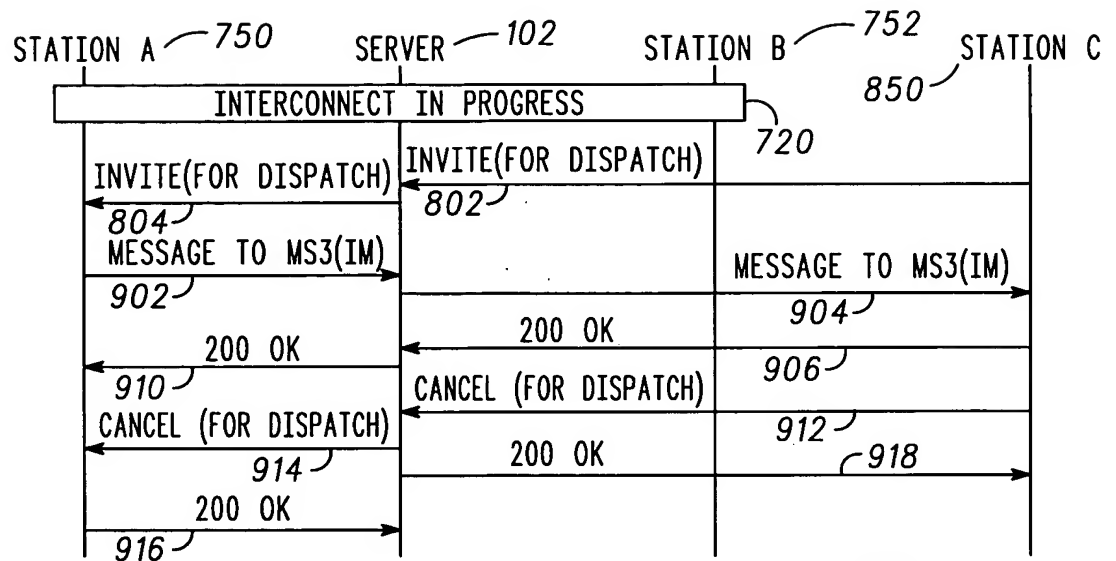 STATION A 750 SERVER 102 STATION B 752 STATION C
850
INTERCONNECT IN PROGRESS
720
INVITE(FOR DISPATCH)
802
INVITE(FOR DISPATCH)
804
MESSAGE TO MS3(IM)
902
MESSAGE TO MS3(IM)
904
200 OK
906
200 OK
910
CANCEL (FOR DISPATCH)
912
CANCEL (FOR DISPATCH)
914
200 OK 918
200 OK
916